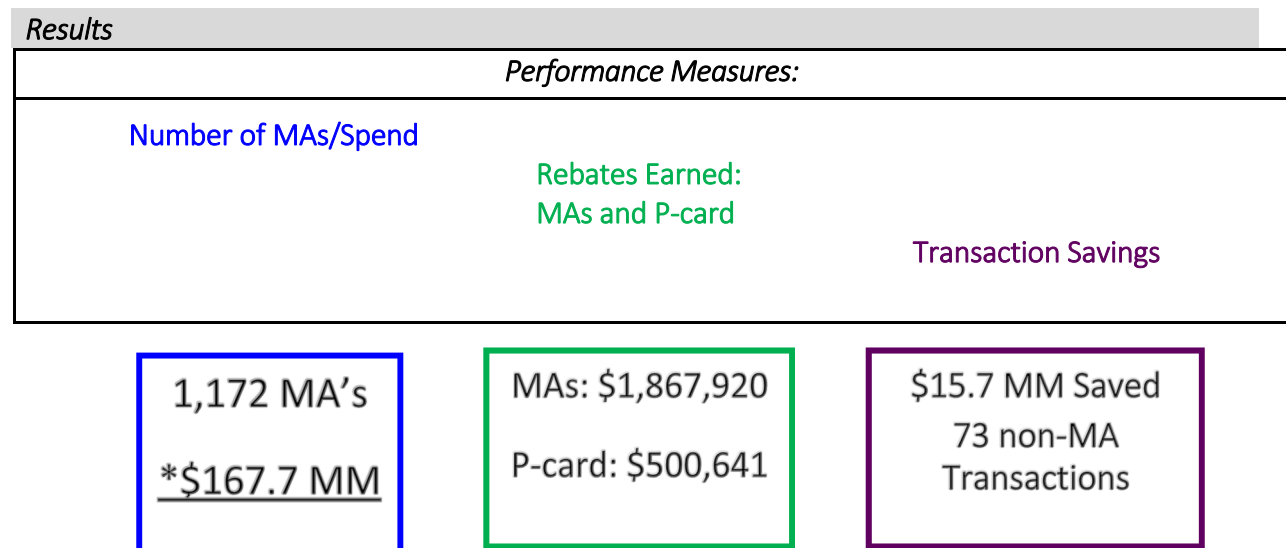 Results
Performance Measures:
Number of MAs/Spend
Rebates Earned:
MAs and P-card
Transaction Savings
1,172 MA’s
*$167.7 MM
MAs: $1,867,920
P-card: $500,641
$15.7 MM Saved
73 non-MA
Transactions